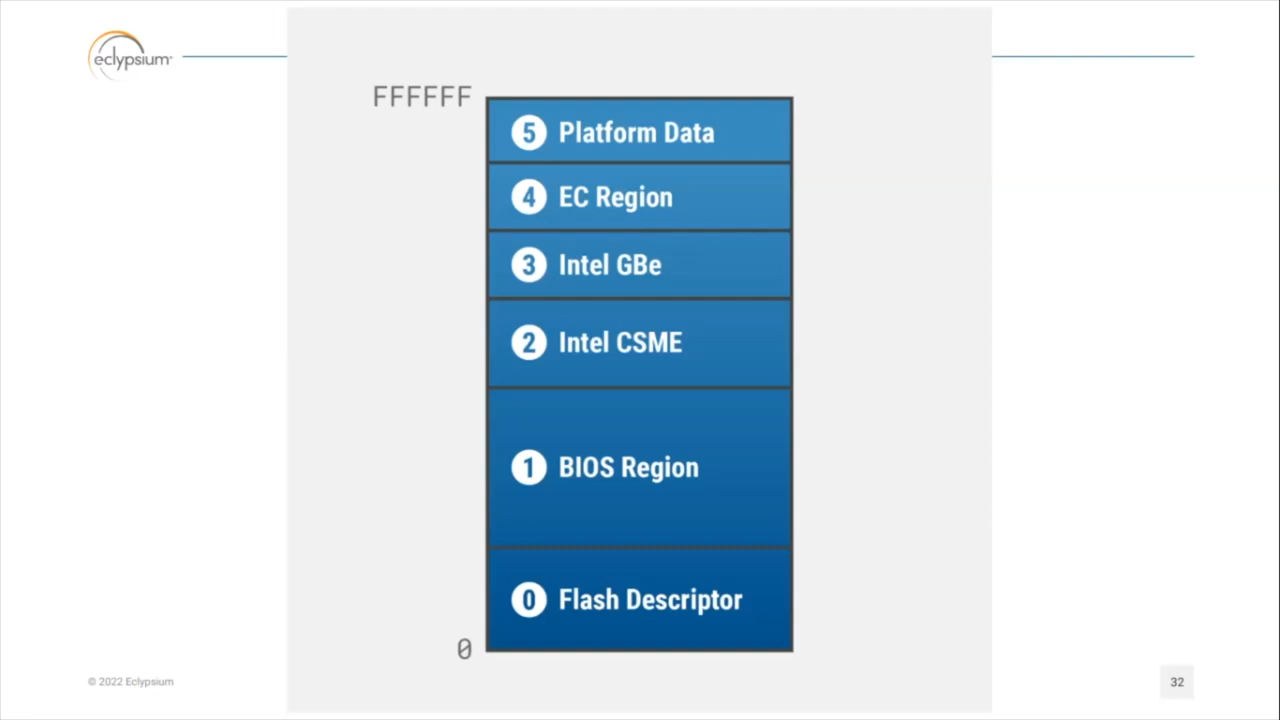 eclypsium
FFFFFF
5 Platform Data
4 EC Region
3 Intel GBe
2 Intel CSME
1 BIOS Region
0 Flash Descriptor
0
© 2022 Eclypsium
32